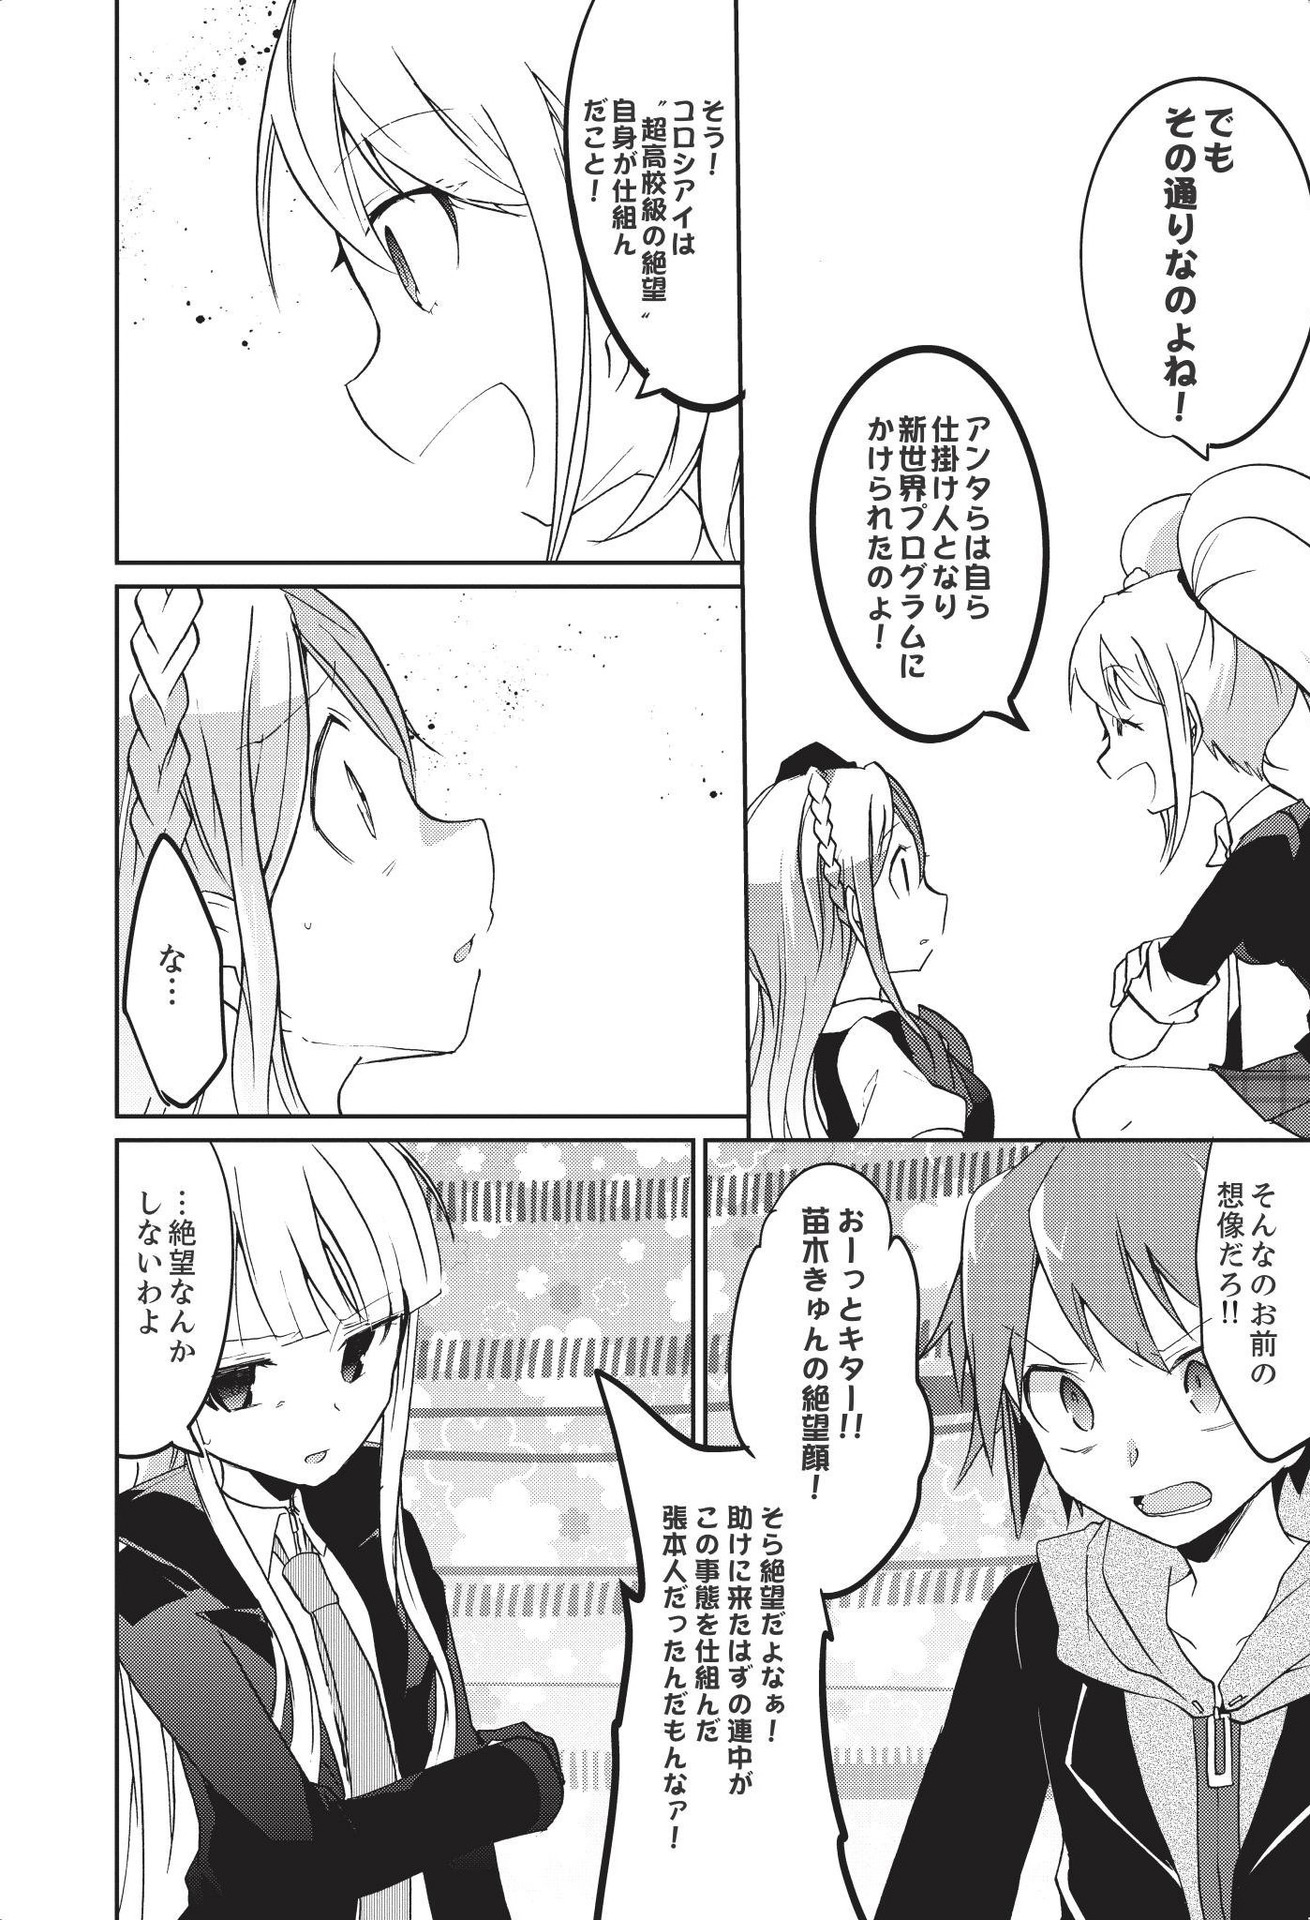 でも
その通りなのよね！
アンタらは自ら
仕掛け人となり
新世界プログラムに
かけられたのよ！
そう！
コロシアイは
〝超高校級の絶望〟
自身が仕組ん
だこと！
な…
そんなのお前の
想像だろ!!
おーっとキター!!
苗木きゅんの絶望顔！
そら絶望だよなぁ！
助けに来たはずの連中が
この事態を仕組んだ
張本人だったんだもんなァ！
…絶望なんか
しないわよ